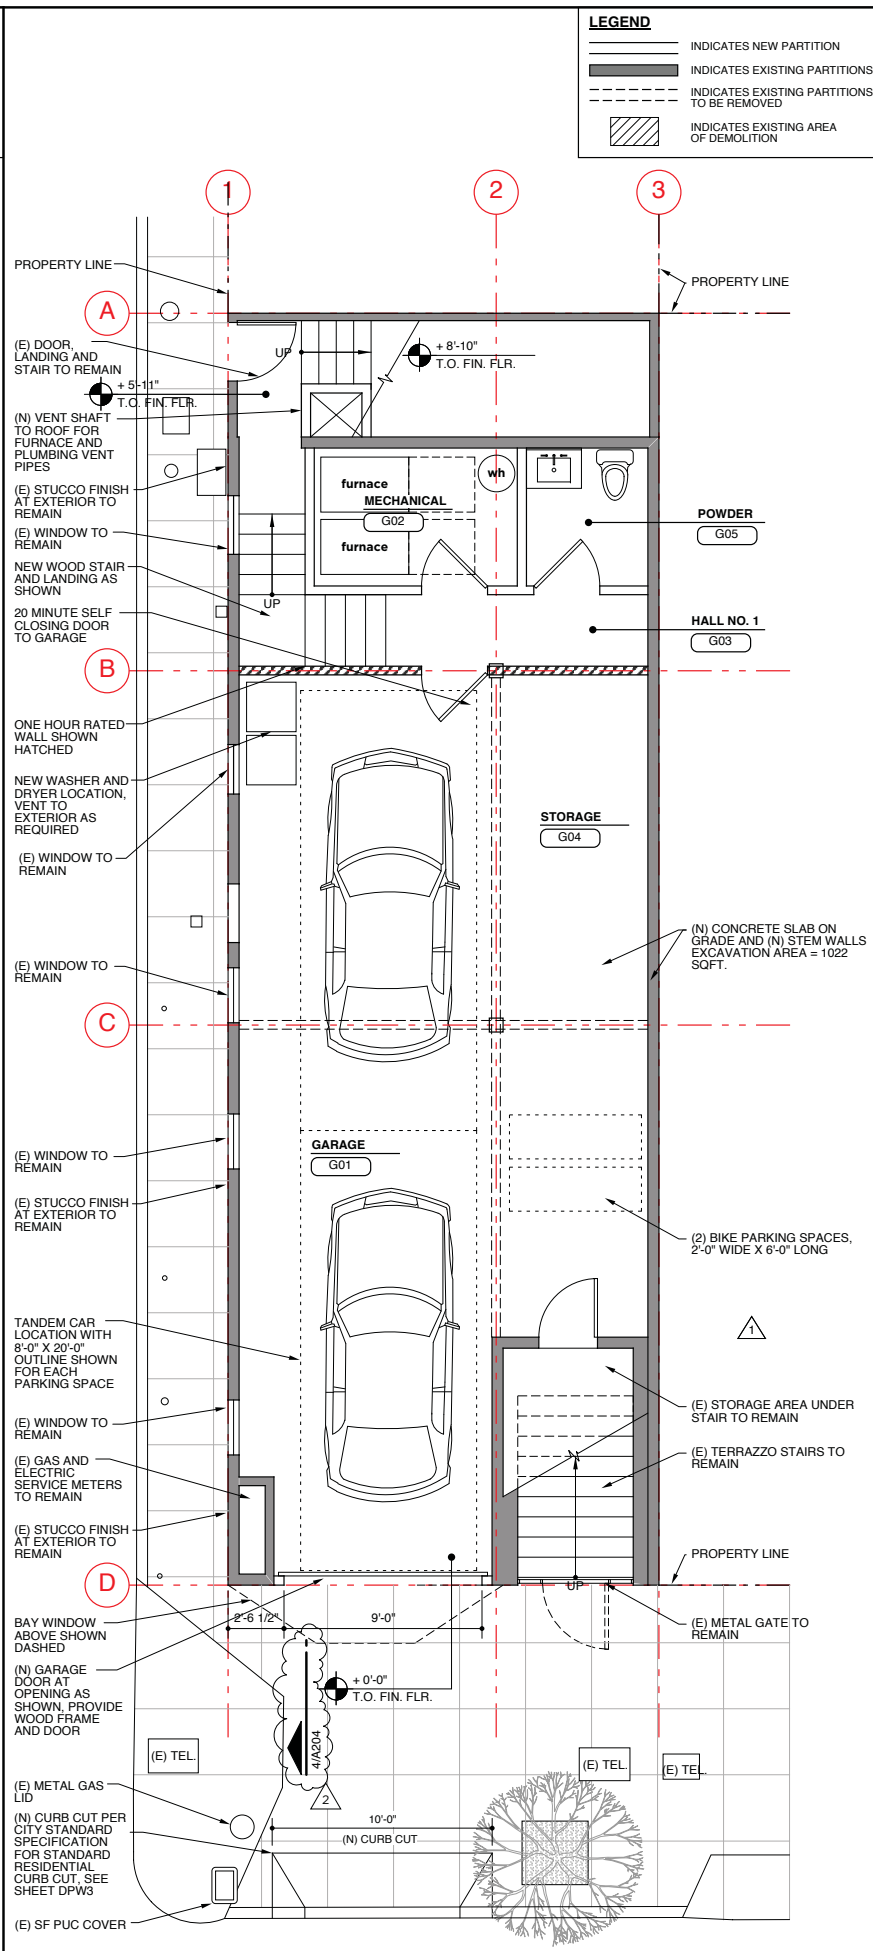 LEGEND
INDICATES NEW PARTITION
INDICATES EXISTING PARTITIONS
INDICATES EXISTING PARTITIONS
TO BE REMOVED
INDICATES EXISTING AREA
OF DEMOLITION
1
2
3
A
B
C
D
PROPERTY LINE
(E) DOOR,
LANDING AND
STAIR TO REMAIN
+ 5'-11"
T.O. FIN. FLR.
(N) VENT SHAFT
TO ROOF FOR
FURNACE AND
PLUMBING VENT
PIPES
(E) STUCCO FINISH
AT EXTERIOR TO
REMAIN
(E) WINDOW TO
REMAIN
NEW WOOD STAIR
AND LANDING AS
SHOWN
20 MINUTE SELF
CLOSING DOOR
TO GARAGE
ONE HOUR RATED
WALL SHOWN
HATCHED
NEW WASHER AND
DRYER LOCATION,
VENT TO
EXTERIOR AS
REQUIRED
(E) WINDOW TO
REMAIN
(E) WINDOW TO
REMAIN
(E) WINDOW TO
REMAIN
(E) STUCCO FINISH
AT EXTERIOR TO
REMAIN
TANDEM CAR
LOCATION WITH
8'-0" X 20'-0"
OUTLINE SHOWN
FOR EACH
PARKING SPACE
(E) WINDOW TO
REMAIN
(E) GAS AND
ELECTRIC
SERVICE METERS
TO REMAIN
(E) STUCCO FINISH
AT EXTERIOR TO
REMAIN
BAY WINDOW
ABOVE SHOWN
DASHED
(N) GARAGE
DOOR AT
OPENING AS
SHOWN, PROVIDE
WOOD FRAME
AND DOOR
(E) TEL.
(E) METAL GAS
LID
(N) CURB CUT PER
CITY STANDARD
SPECIFICATION
FOR STANDARD
RESIDENTIAL
CURB CUT, SEE
SHEET DPW3
(E) SF PUC COVER
UP
+ 8'-10"
T.O. FIN. FLR.
furnace
MECHANICAL
G02
furnace
wh
UP
GARAGE
G01
STORAGE
G04
UP
2'-6 1/2"
9'-0"
+ 0'-0"
T.O. FIN. FLR.
4/A204
2
10'-0"
(N) CURB CUT
(E) TEL.
(E) TEL.
PROPERTY LINE
POWDER
G05
HALL NO. 1
G03
(N) CONCRETE SLAB ON
GRADE AND (N) STEM WALLS
EXCAVATION AREA = 1022
SQFT.
(2) BIKE PARKING SPACES,
2'-0" WIDE X 6'-0" LONG
1
(E) STORAGE AREA UNDER
STAIR TO REMAIN
(E) TERRAZZO STAIRS TO
REMAIN
PROPERTY LINE
(E) METAL GATE TO
REMAIN